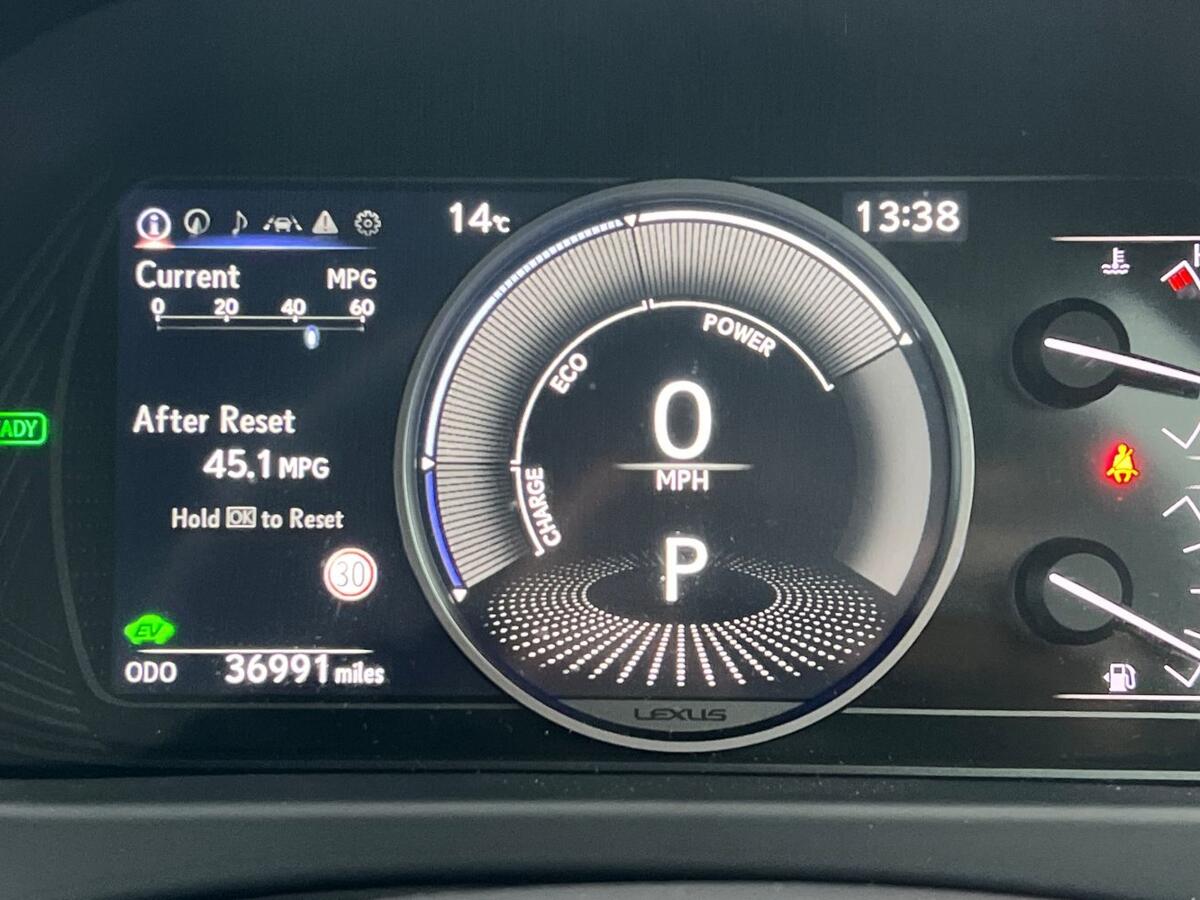 14°C
13:38
Current MPG
0 20 40 60
H
POWER
ECO
0
MPH
After Reset
45.1 MPG
CHARGE
Hold OK to Reset
P
30
EV
ODO 36991 miles
LEXUS